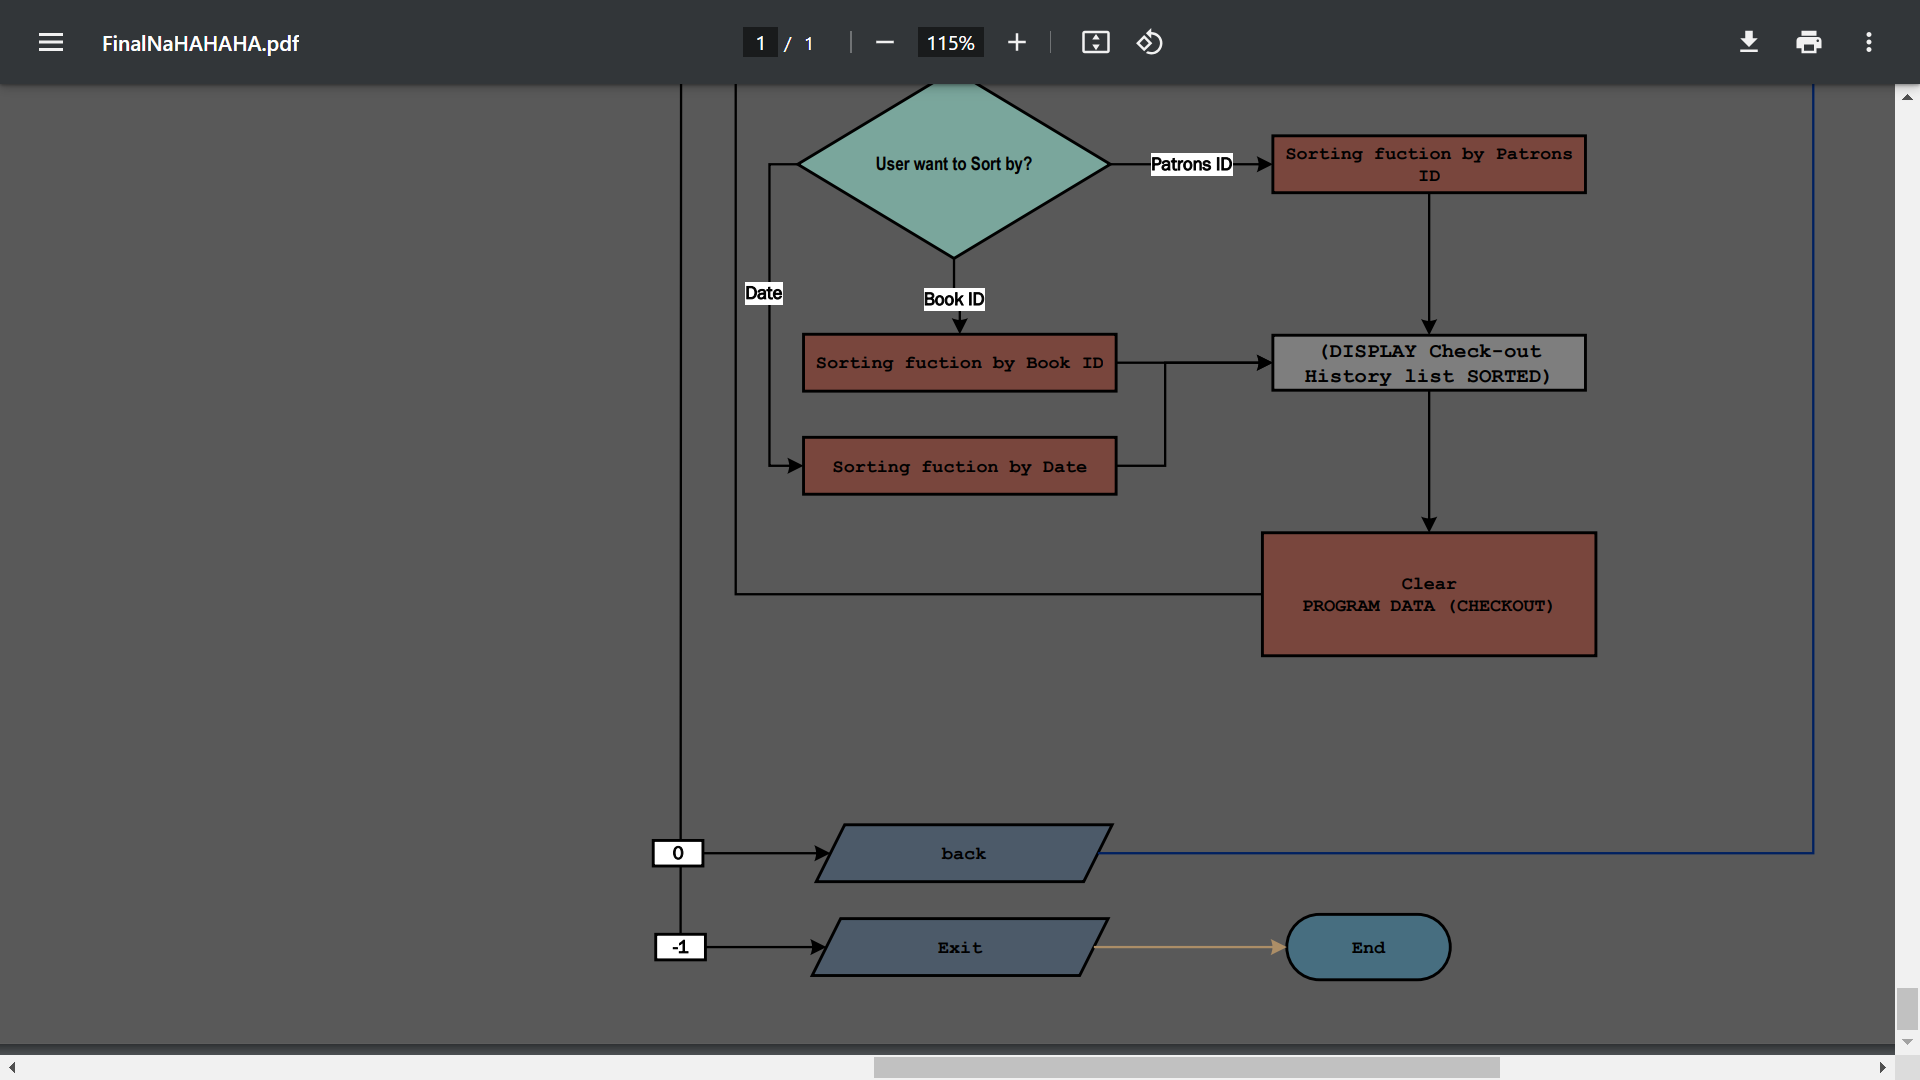 FinalNaHAHAHA.pdf
1 / 1
115%
User want to Sort by?
Patrons ID
Sorting fuction by Patrons
ID
Date
Book ID
Sorting fuction by Book ID
(DISPLAY Check-out
History list SORTED)
Sorting fuction by Date
Clear
PROGRAM DATA (CHECKOUT)
0
back
-1
Exit
End